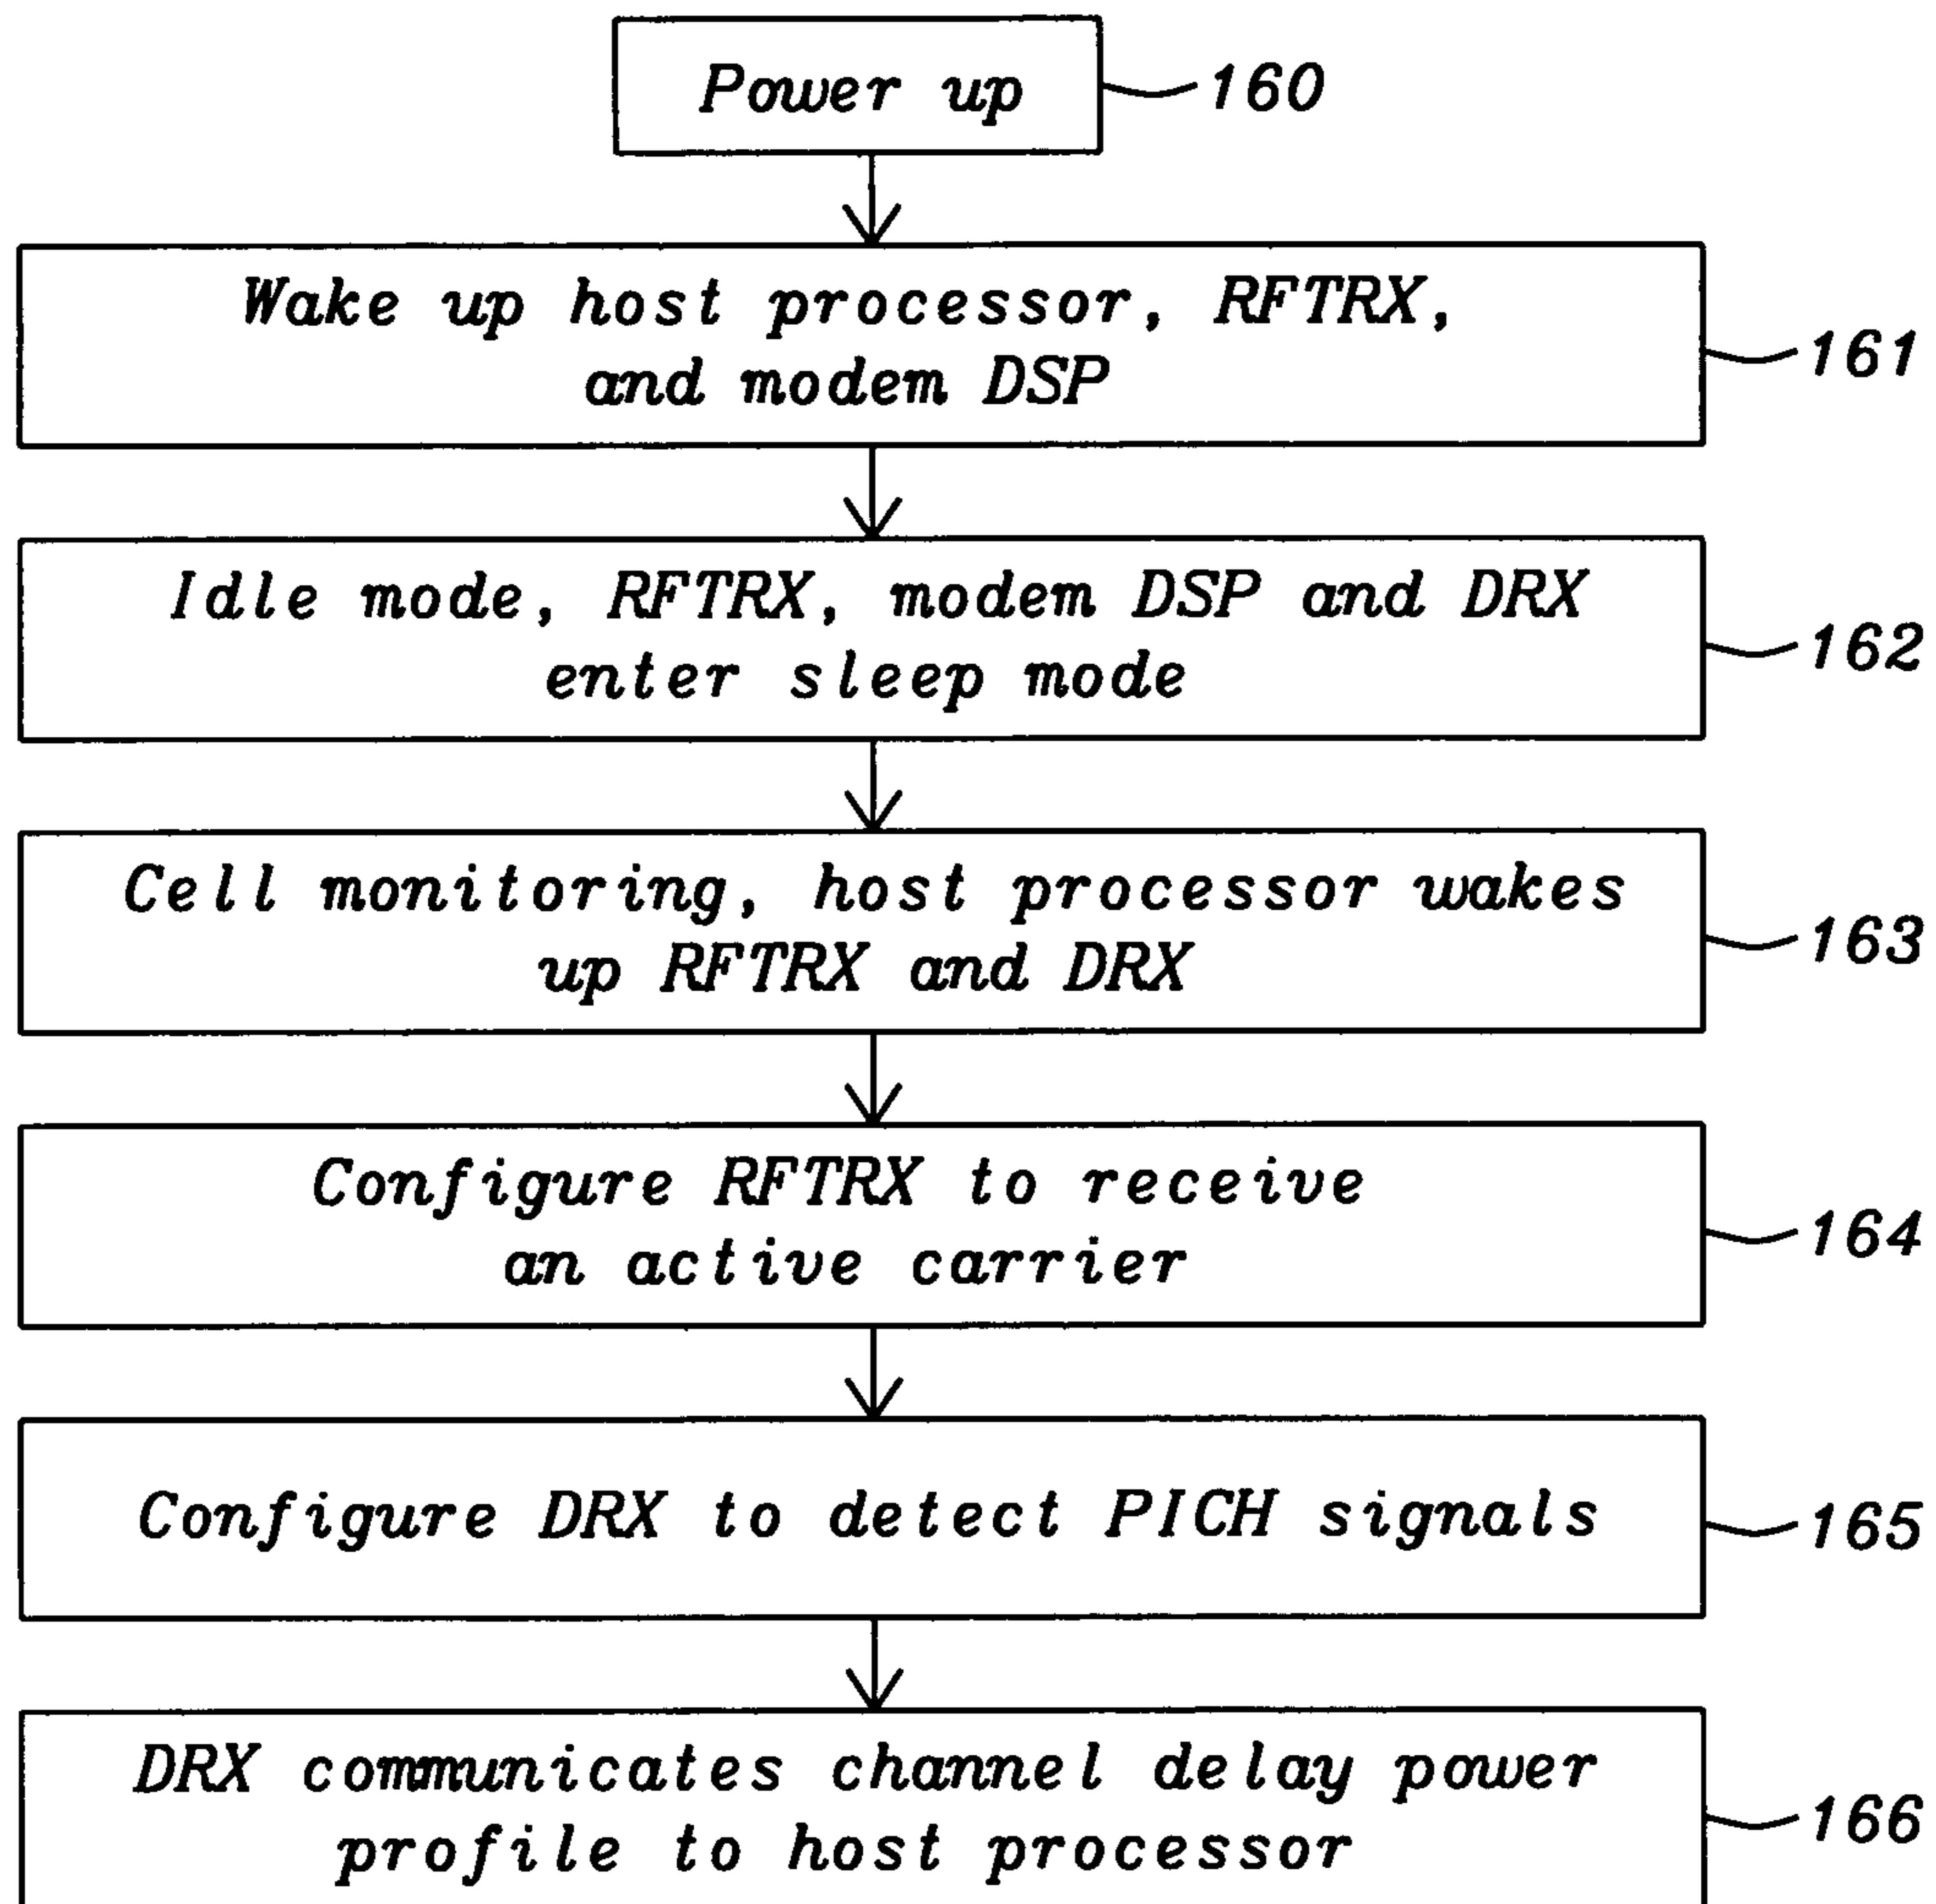 Power up
160
Wake up host processor, RFTRX,
and modem DSP
161
Idle mode, RFTRX, modem DSP and DRX
enter sleep mode
162
Cell monitoring, host processor wakes
up RFTRX and DRX
163
Configure RFTRX to receive
an active carrier
164
Configure DRX to detect PICH signals
165
DRX communicates channel delay power
profile to host processor
166